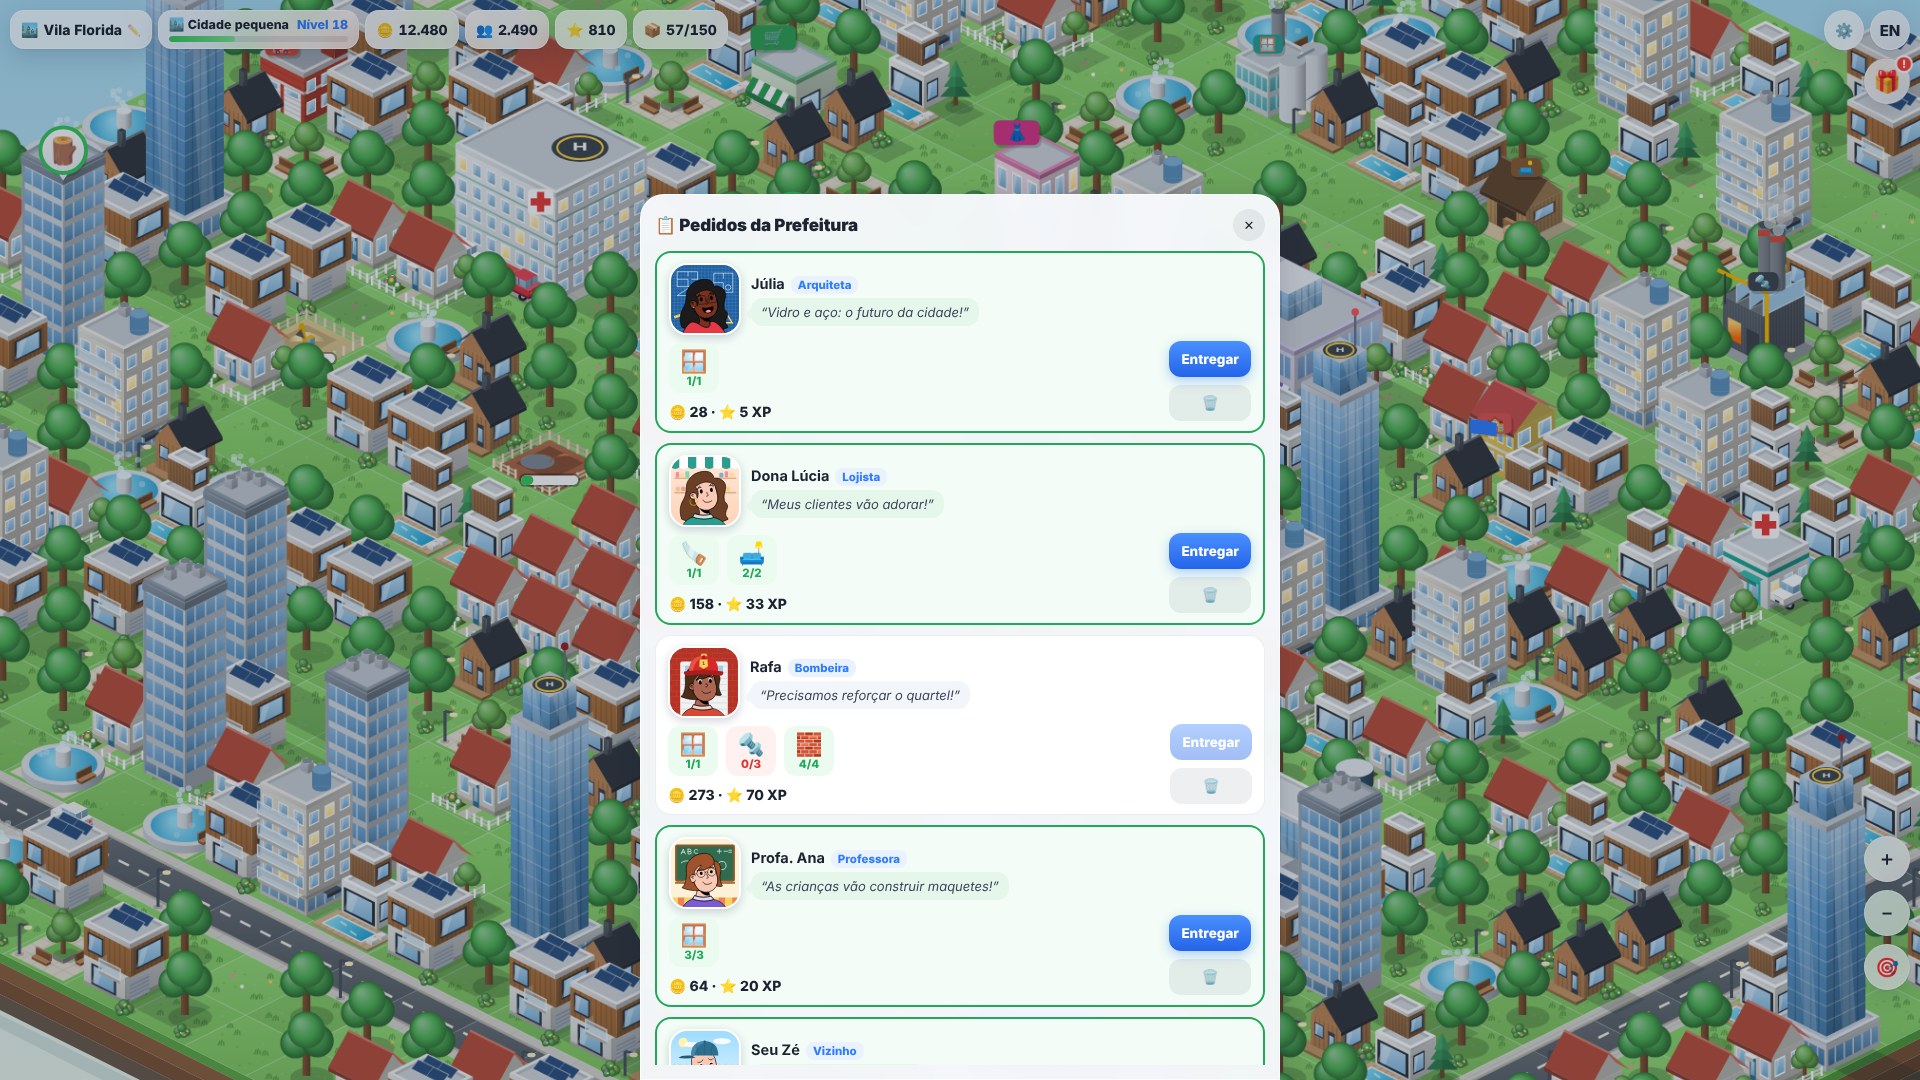 Vila Florida
Cidade pequena Nível 18
12.480
2.490
810
57/150
EN
!
Pedidos da Prefeitura
×
Júlia Arquiteta
“Vidro e aço: o futuro da cidade!”
1/1
Entregar
28 · 5 XP
Dona Lúcia Lojista
“Meus clientes vão adorar!”
1/1 2/2
Entregar
158 · 33 XP
Rafa Bombeira
“Precisamos reforçar o quartel!”
1/1 0/3 4/4
Entregar
273 · 70 XP
ABC
Profa. Ana Professora
“As crianças vão construir maquetes!”
3/3
Entregar
64 · 20 XP
Seu Zé Vizinho
H
H
H
H
+
−